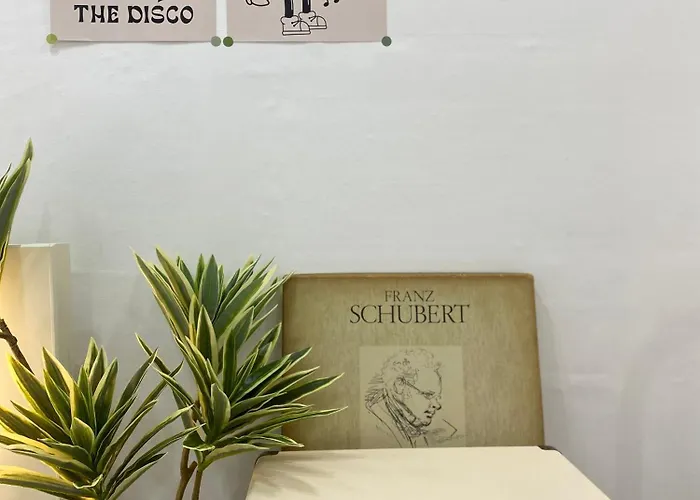 THE DISCO
FRANZ
SCHUBERT